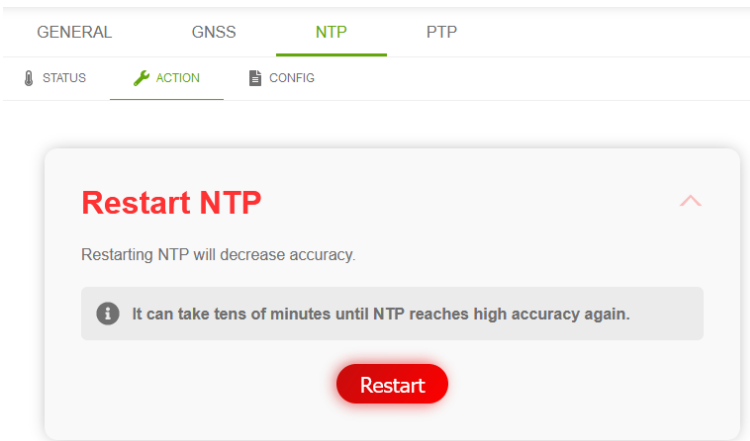 GENERAL GNSS NTP PTP
STATUS ACTION CONFIG
Restart NTP
Restarting NTP will decrease accuracy.
It can take tens of minutes until NTP reaches high accuracy again.
Restart